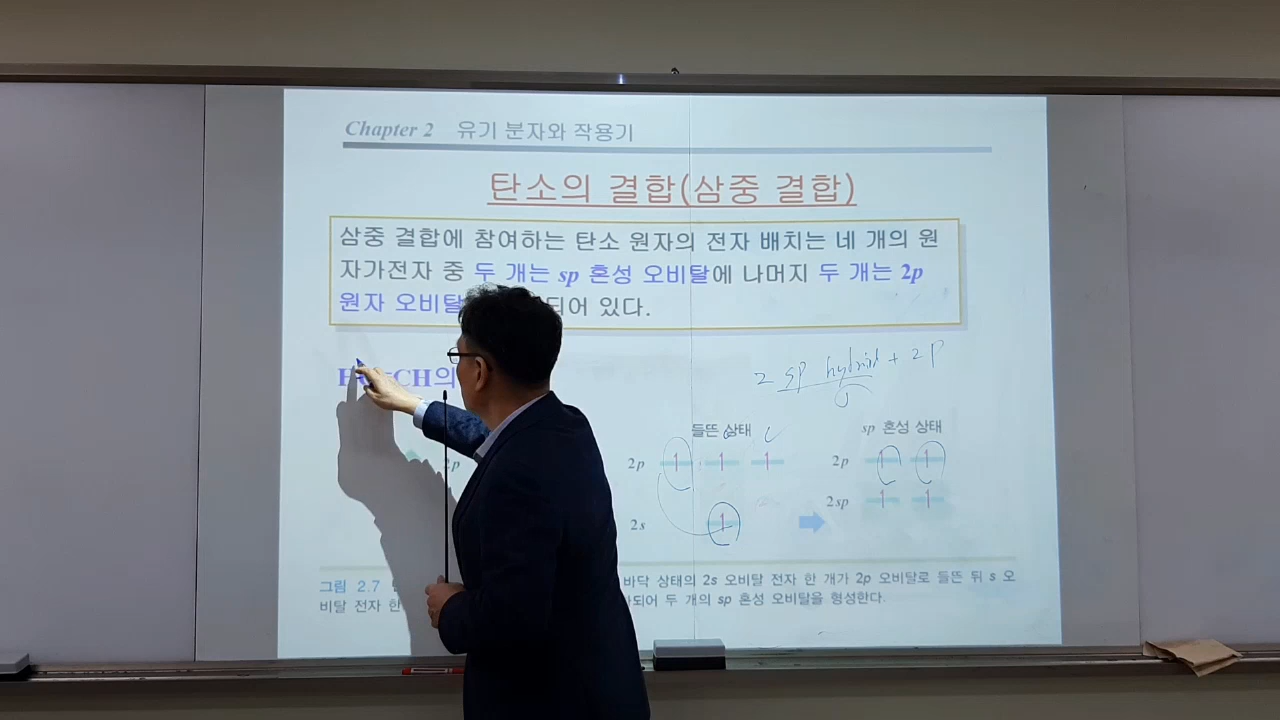 Chapter 2 유기 분자와 작용기
탄소의 결합(삼중 결합)
삼중 결합에 참여하는 탄소 원자의 전자 배치는 네 개의 원
자가전자 중 두 개는 sp 혼성 오비탈에 나머지 두 개는 2p
원자 오비탈 되어 있다.
CH의
2 sp hybrid + 2p
들뜬 상태
sp 혼성 상태
2p
2p
2p
2sp
2s
그림 2.7 바닥 상태의 2s 오비탈 전자 한 개가 2p 오비탈로 들뜬 뒤 s 오
비탈 전자 한 되어 두 개의 sp 혼성 오비탈을 형성한다.